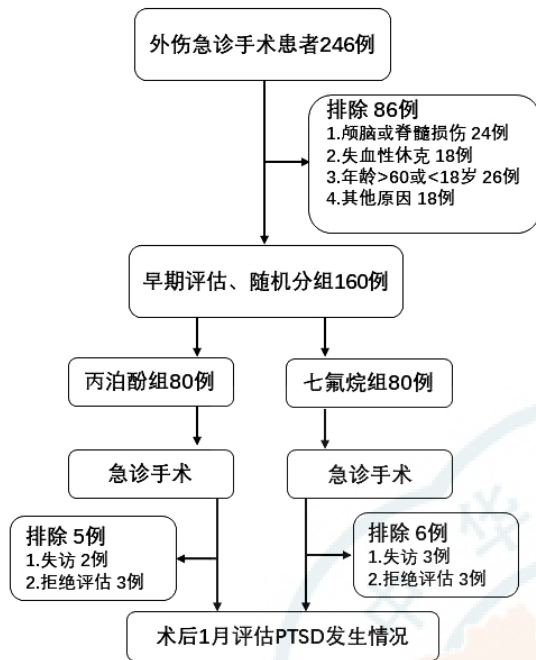 外伤急诊手术患者246例
排除 86例
1.颅脑或脊髓损伤 24例
2.失血性休克 18例
3.年龄>60或<18岁 26例
4.其他原因 18例
早期评估、随机分组160例
丙泊酚组80例
七氟烷组80例
急诊手术
急诊手术
排除 5例
1.失访 2例
2.拒绝评估 3例
排除 6例
1.失访 3例
2.拒绝评估 3例
术后1月评估PTSD发生情况
中华